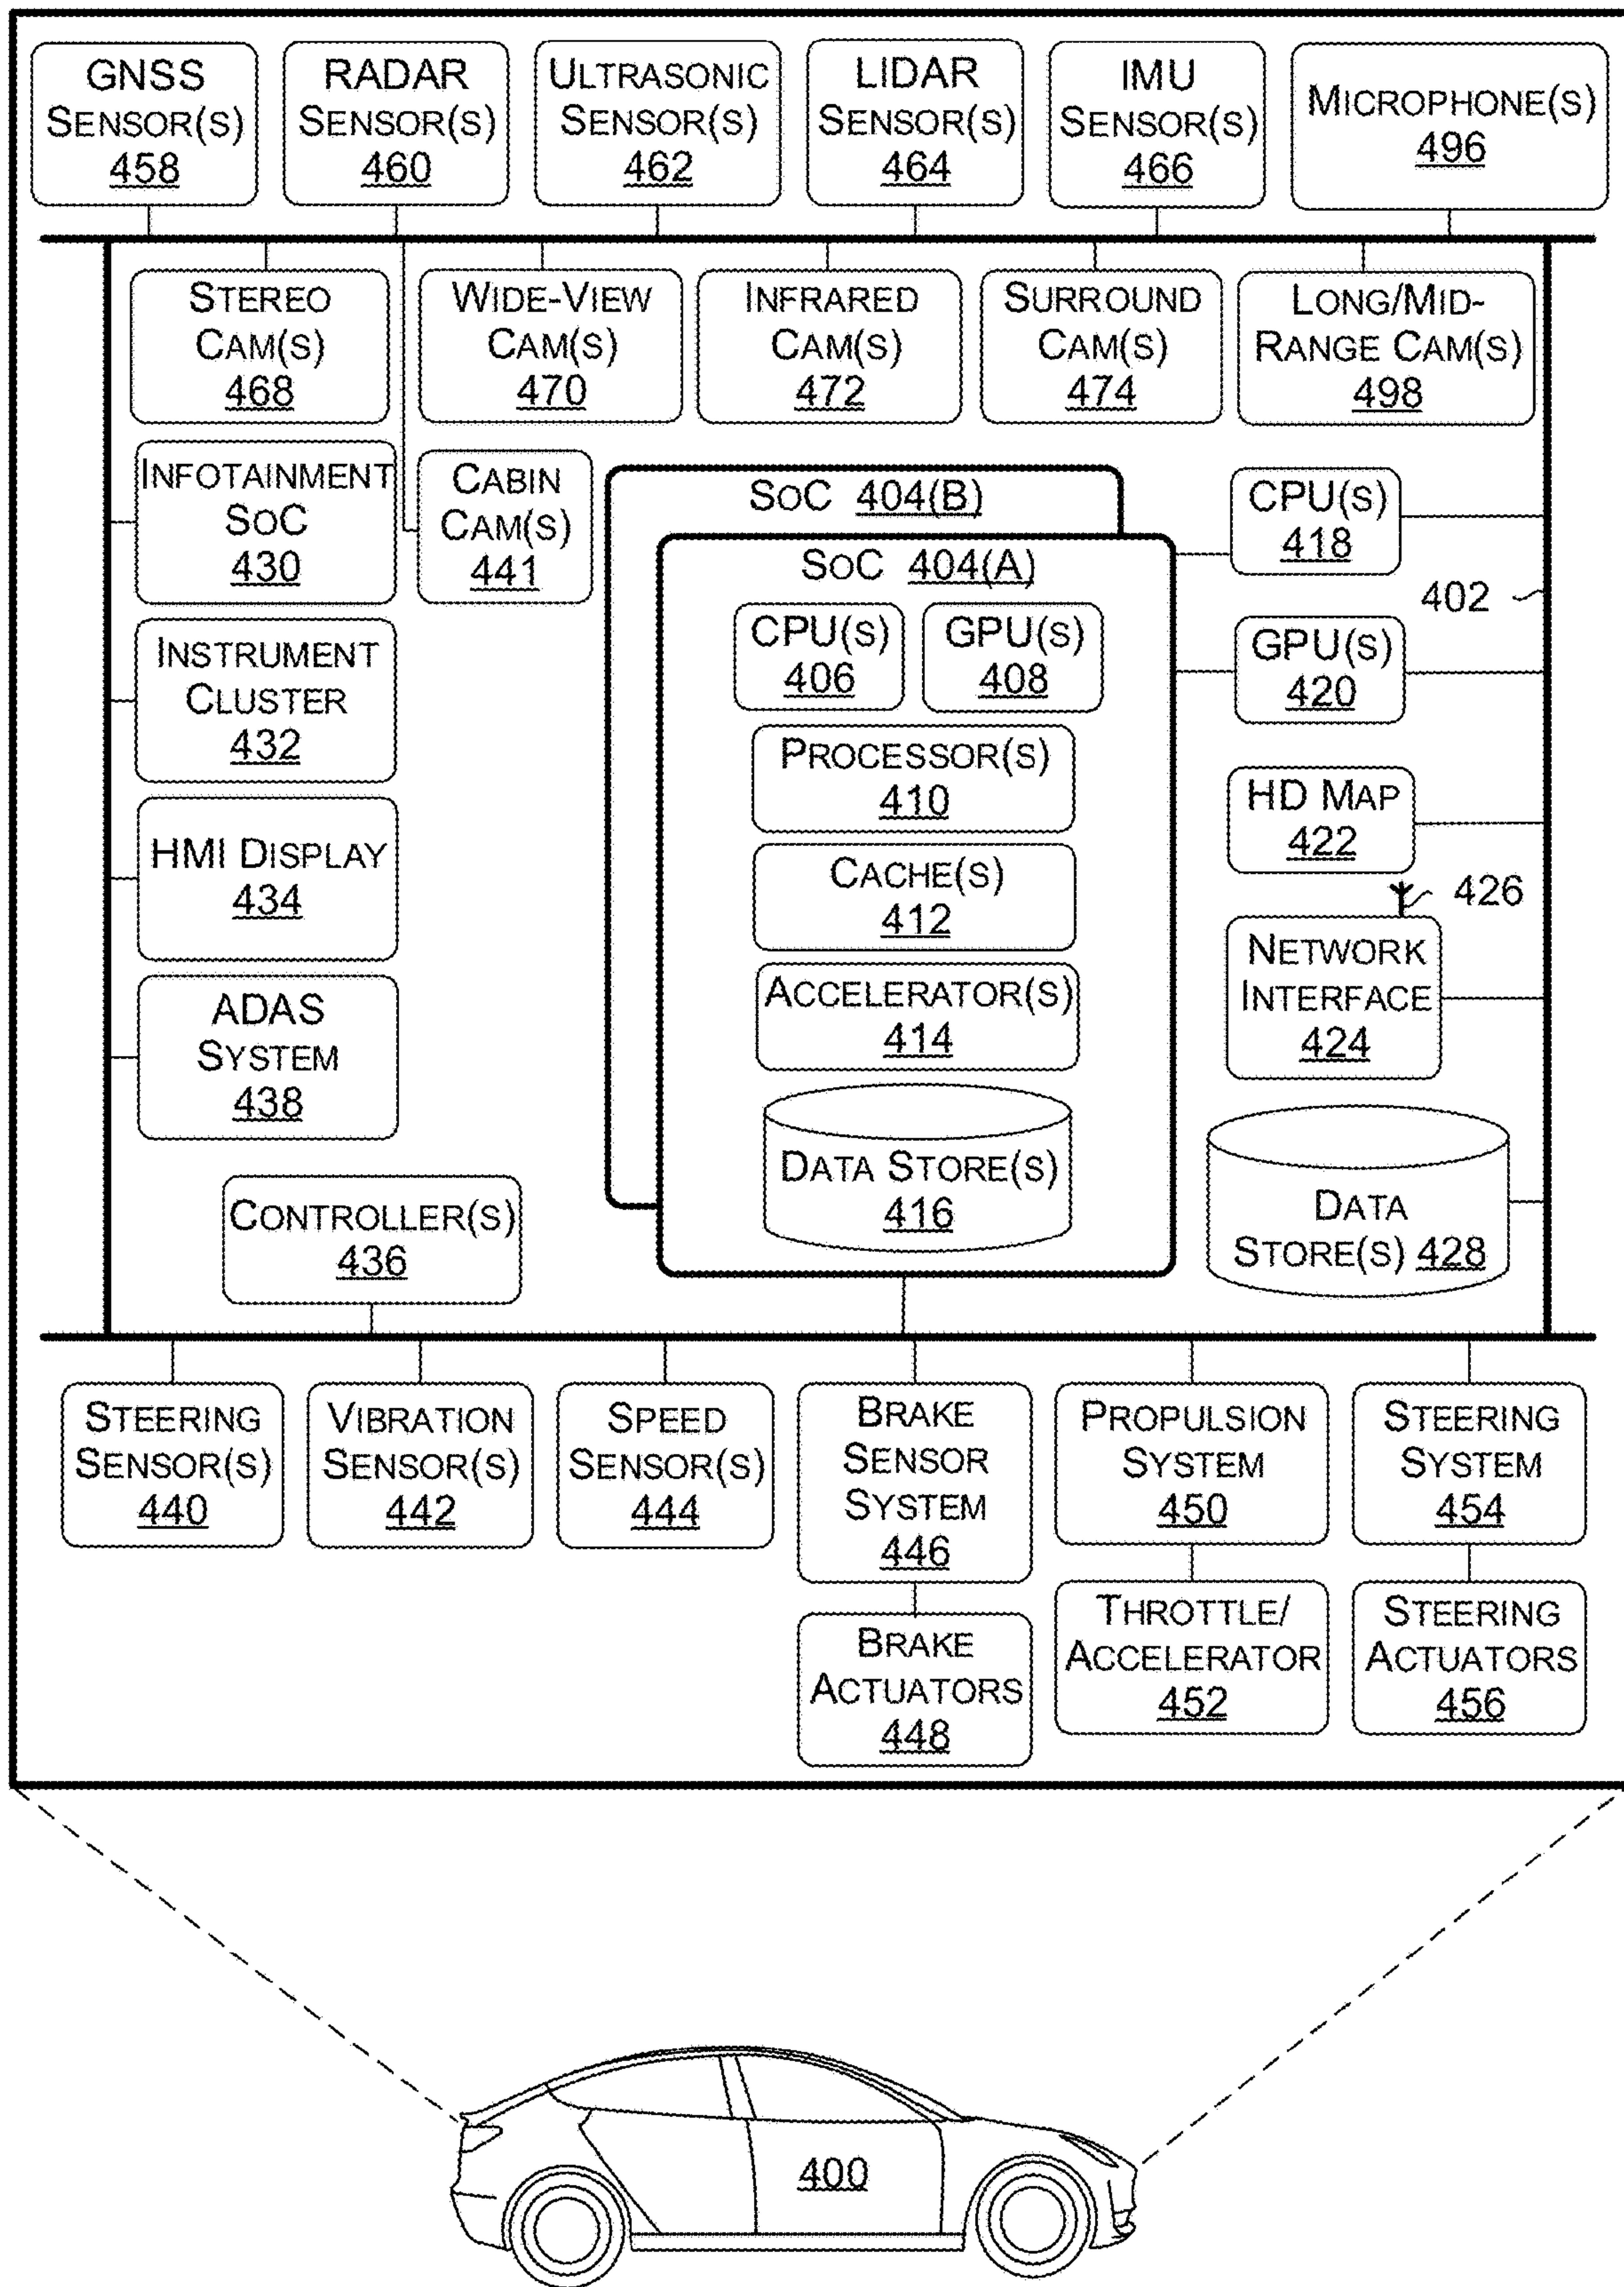 GNSS
SENSOR(S)
458
RADAR
SENSOR(S)
460
ULTRASONIC
SENSOR(S)
462
LIDAR
SENSOR(S)
464
IMU
SENSOR(S)
466
MICROPHONE(S)
496
STEREO
CAM(S)
468
WIDE-VIEW
CAM(S)
470
INFRARED
CAM(S)
472
SURROUND
CAM(S)
474
LONG/MID-
RANGE CAM(S)
498
INFOTAINMENT
SOC
430
CABIN
CAM(S)
441
SOC 404(B)
SOC 404(A)
CPU(S)
406
GPU(S)
408
PROCESSOR(S)
410
CACHE(S)
412
ACCELERATOR(S)
414
DATA STORE(S)
416
CPU(S)
418
402
GPU(S)
420
HD MAP
422
426
NETWORK
INTERFACE
424
DATA
STORE(S) 428
INSTRUMENT
CLUSTER
432
HMI DISPLAY
434
ADAS
SYSTEM
438
CONTROLLER(S)
436
STEERING
SENSOR(S)
440
VIBRATION
SENSOR(S)
442
SPEED
SENSOR(S)
444
BRAKE
SENSOR
SYSTEM
446
PROPULSION
SYSTEM
450
STEERING
SYSTEM
454
BRAKE
ACTUATORS
448
THROTTLE/
ACCELERATOR
452
STEERING
ACTUATORS
456
400